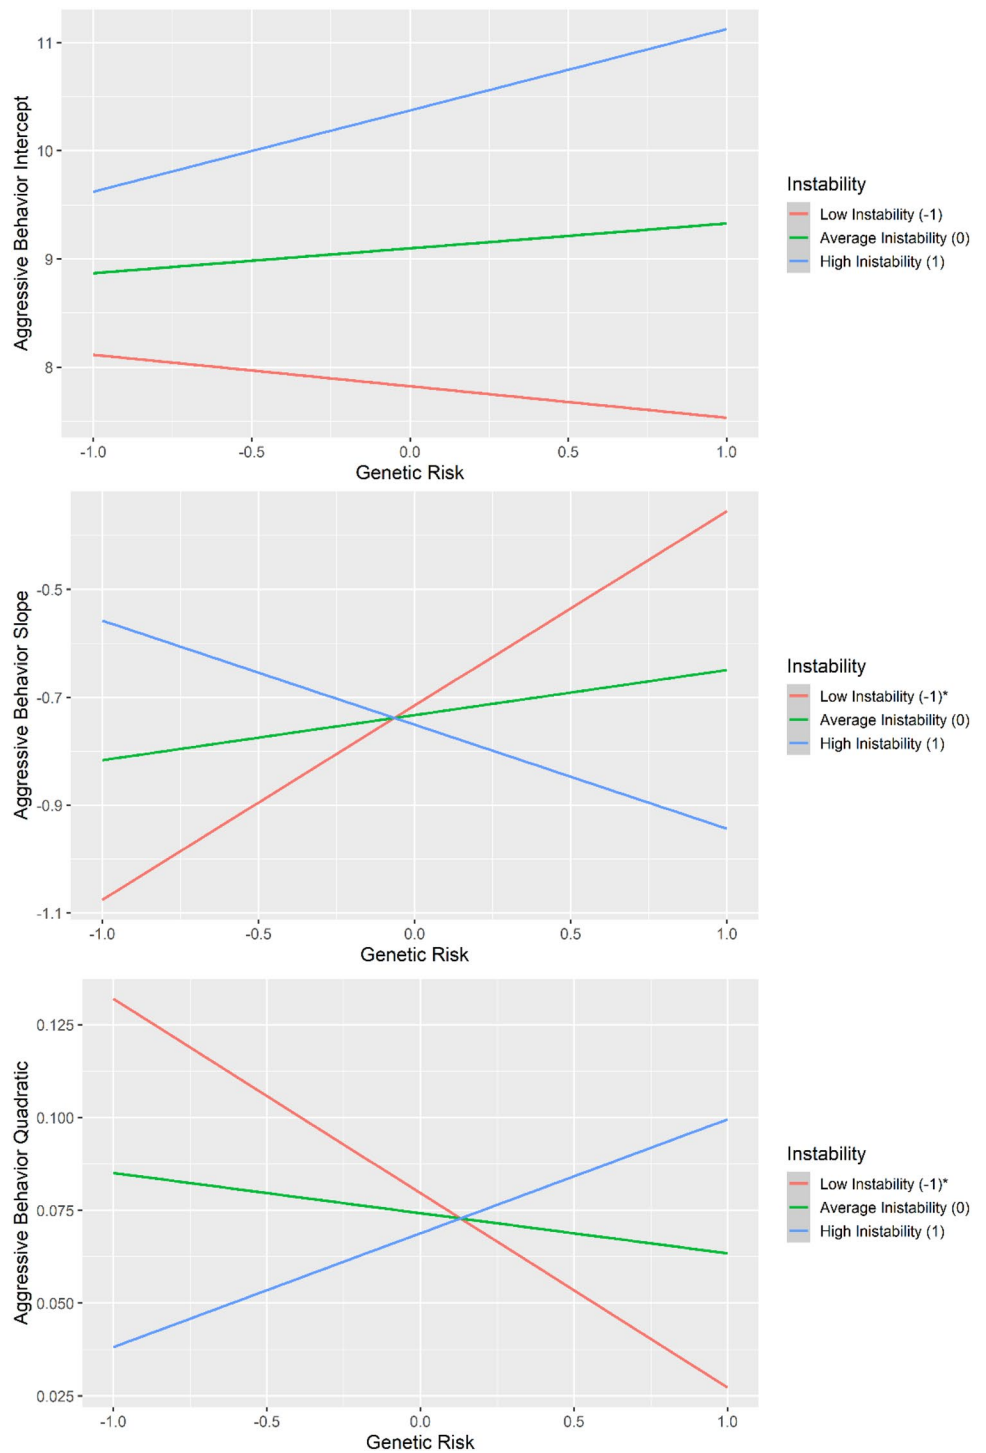 Aggressive Behavior Intercept
11
10
9
8
-1.0 -0.5 0.0 0.5 1.0
Genetic Risk
Instability
Low Instability (-1)
Average Inistability (0)
High Inistability (1)
Aggressive Behavior Slope
-0.5
-0.7
-0.9
-1.1
-1.0 -0.5 0.0 0.5 1.0
Genetic Risk
Instability
Low Instability (-1)*
Average Inistability (0)
High Inistability (1)
Aggressive Behavior Quadratic
0.125
0.100
0.075
0.050
0.025
-1.0 -0.5 0.0 0.5 1.0
Genetic Risk
Instability
Low Instability (-1)*
Average Inistability (0)
High Inistability (1)